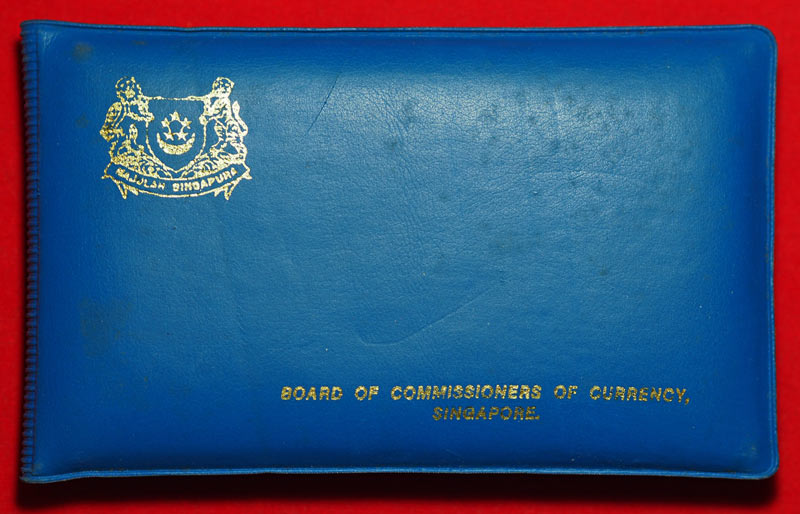 MAJULAH SINGAPURA
BOARD OF COMMISSIONERS OF CURRENCY,
SINGAPORE.